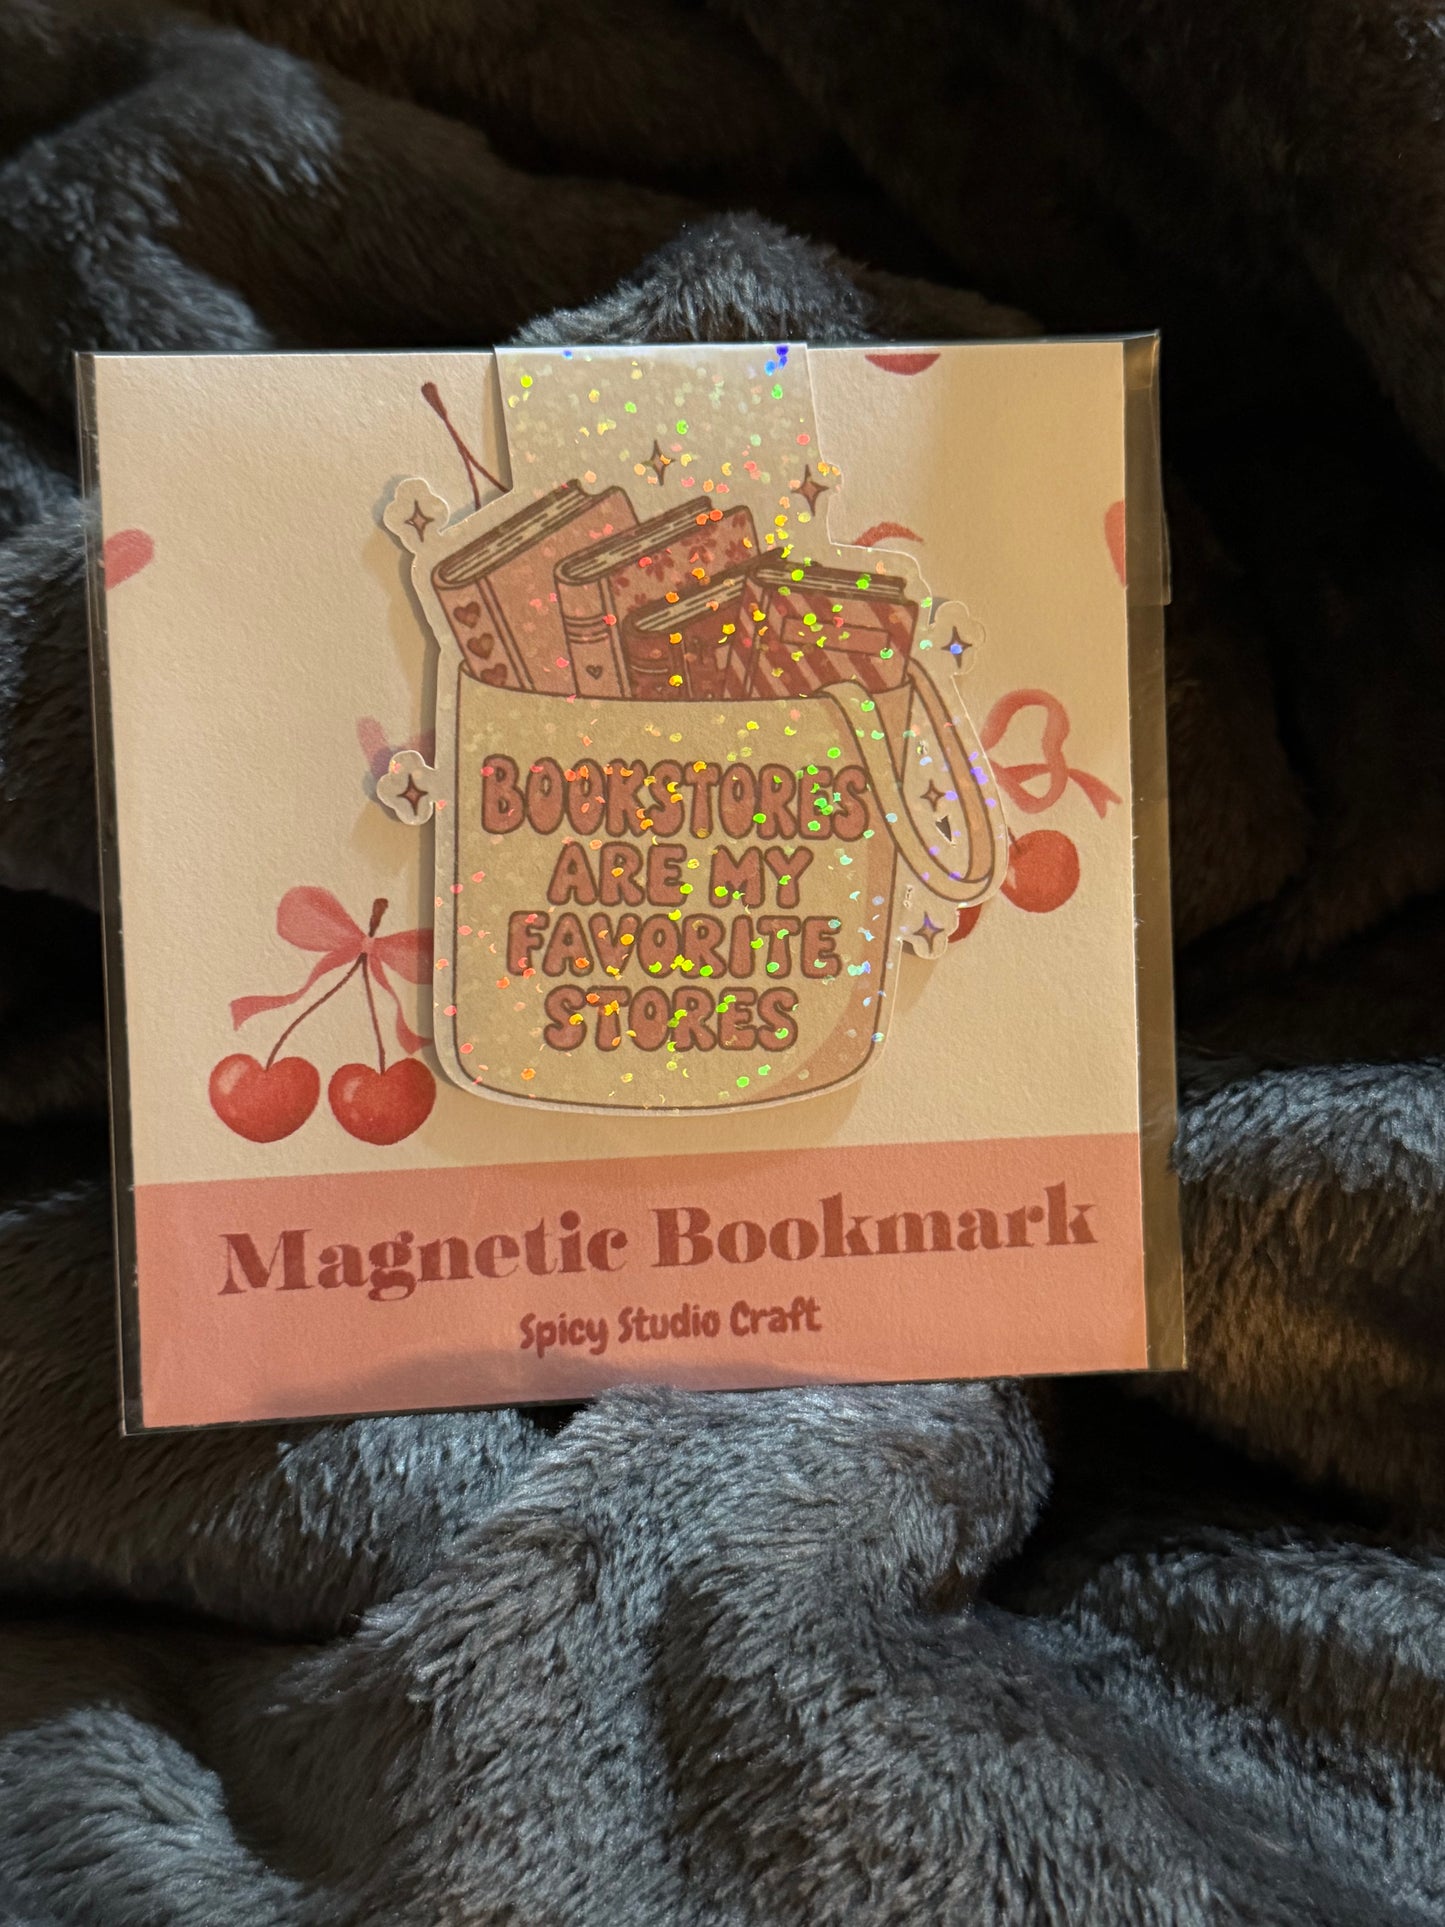 BOOKSTORES
ARE MY
FAVORITE
STORES
Magnetic Bookmark
Spicy Studio Craft